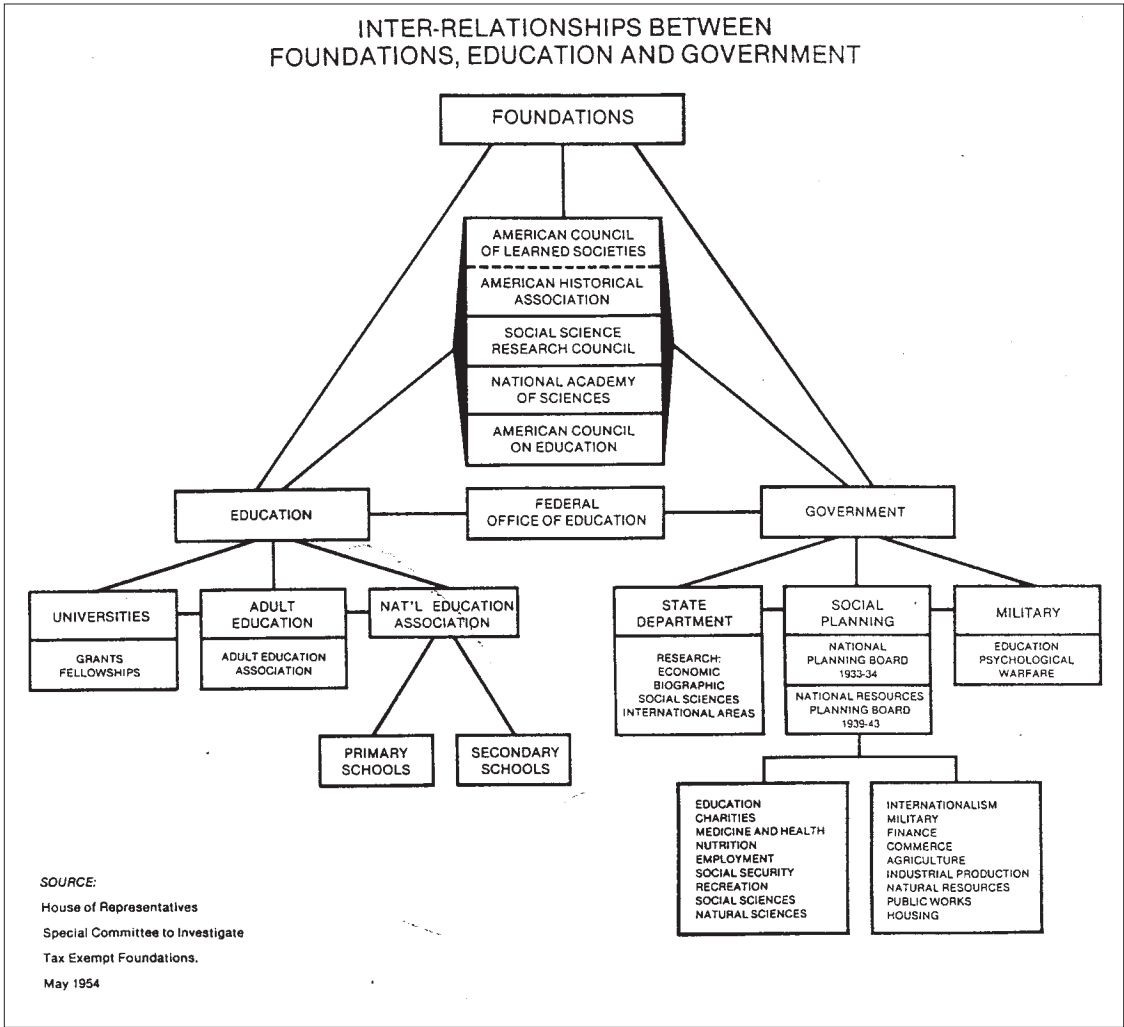 INTER-RELATIONSHIPS BETWEEN
FOUNDATIONS, EDUCATION AND GOVERNMENT
FOUNDATIONS
AMERICAN COUNCIL
OF LEARNED SOCIETIES
AMERICAN HISTORICAL
ASSOCIATION
SOCIAL SCIENCE
RESEARCH COUNCIL
NATIONAL ACADEMY
OF SCIENCES
AMERICAN COUNCIL
ON EDUCATION
EDUCATION
FEDERAL
OFFICE OF EDUCATION
GOVERNMENT
UNIVERSITIES
GRANTS
FELLOWSHIPS
ADULT
EDUCATION
ADULT EDUCATION
ASSOCIATION
NAT'L EDUCATION
ASSOCIATION
PRIMARY
SCHOOLS
SECONDARY
SCHOOLS
STATE
DEPARTMENT
RESEARCH:
ECONOMIC
BIOGRAPHIC
SOCIAL SCIENCES
INTERNATIONAL AREAS
SOCIAL
PLANNING
NATIONAL
PLANNING BOARD
1933-34
NATIONAL RESOURCES
PLANNING BOARD
1939-43
MILITARY
EDUCATION
PSYCHOLOGICAL
WARFARE
EDUCATION
CHARITIES
MEDICINE AND HEALTH
NUTRITION
EMPLOYMENT
SOCIAL SECURITY
RECREATION
SOCIAL SCIENCES
NATURAL SCIENCES
INTERNATIONALISM
MILITARY
FINANCE
COMMERCE
AGRICULTURE
INDUSTRIAL PRODUCTION
NATURAL RESOURCES
PUBLIC WORKS
HOUSING
SOURCE:
House of Representatives
Special Committee to Investigate
Tax Exempt Foundations.
May 1954